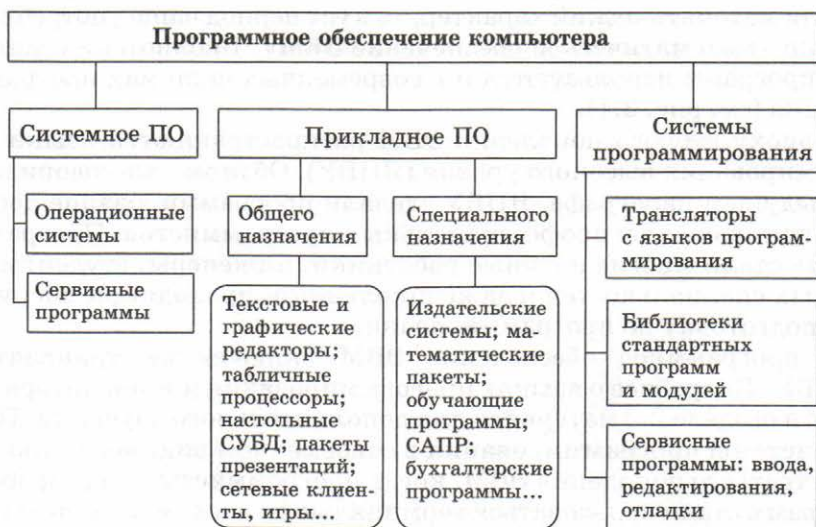 Программное обеспечение компьютера
Системное ПО
Прикладное ПО
Системы
программирования
Операционные
системы
Сервисные
программы
Общего
назначения
Специального
назначения
Текстовые и
графические
редакторы;
табличные
процессоры;
настольные
СУБД; пакеты
презентаций;
сетевые клиен-
ты, игры...
Издательские
системы; ма-
тематические
пакеты;
обучающие
программы;
САПР;
бухгалтерские
программы...
Трансляторы
с языков програм-
мирования
Библиотеки
стандартных
программ
и модулей
Сервисные
программы: ввода,
редактирования,
отладки